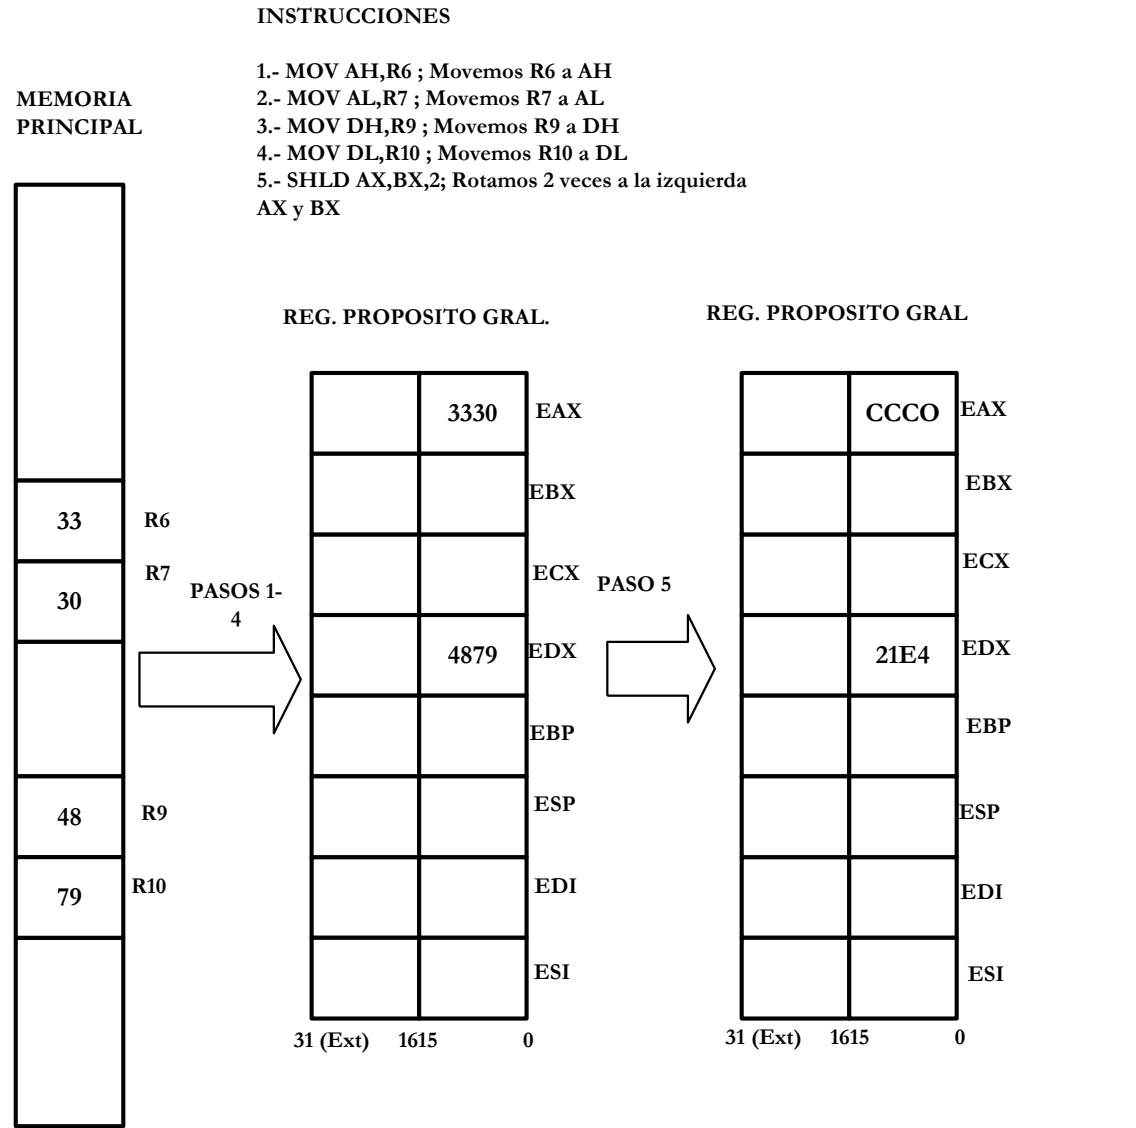 INSTRUCCIONES
1.- MOV AH,R6 ; Movemos R6 a AH
2.- MOV AL,R7 ; Movemos R7 a AL
3.- MOV DH,R9 ; Movemos R9 a DH
4.- MOV DL,R10 ; Movemos R10 a DL
5.- SHLD AX,BX,2; Rotamos 2 veces a la izquierda
AX y BX
MEMORIA
PRINCIPAL
33
R6
R7
30
48
R9
79
R10
PASOS 1-
4
REG. PROPOSITO GRAL.
3330
EAX
EBX
ECX
4879
EDX
EBP
ESP
EDI
ESI
31 (Ext)
1615
0
PASO 5
REG. PROPOSITO GRAL
CCCO
EAX
EBX
ECX
21E4
EDX
EBP
ESP
EDI
ESI
31 (Ext)
1615
0